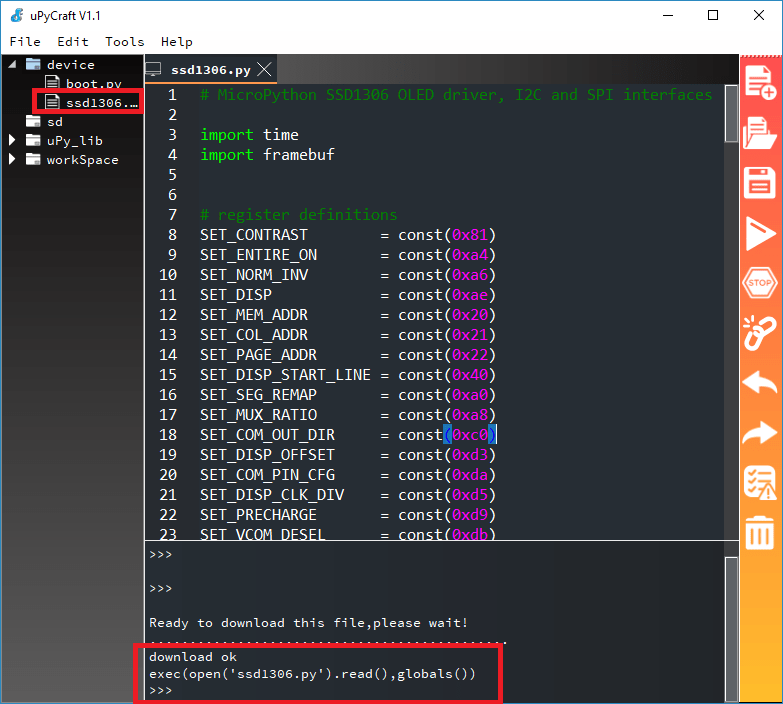 uPyCraft V1.1
File Edit Tools Help
device
boot.py
ssd1306.…
sd
uPy_lib
workSpace
ssd1306.py
1 # MicroPython SSD1306 OLED driver, I2C and SPI interfaces
2
3 import time
4 import framebuf
5
6
7 # register definitions
8 SET_CONTRAST = const(0x81)
9 SET_ENTIRE_ON = const(0xa4)
10 SET_NORM_INV = const(0xa6)
11 SET_DISP = const(0xae)
12 SET_MEM_ADDR = const(0x20)
13 SET_COL_ADDR = const(0x21)
14 SET_PAGE_ADDR = const(0x22)
15 SET_DISP_START_LINE = const(0x40)
16 SET_SEG_REMAP = const(0xa0)
17 SET_MUX_RATIO = const(0xa8)
18 SET_COM_OUT_DIR = const(0xc0)
19 SET_DISP_OFFSET = const(0xd3)
20 SET_COM_PIN_CFG = const(0xda)
21 SET_DISP_CLK_DIV = const(0xd5)
22 SET_PRECHARGE = const(0xd9)
23 SET_VCOM_DESEL = const(0xdb)
>>>
>>>
Ready to download this file,please wait!
............................................
download ok
exec(open('ssd1306.py').read(),globals())
>>>
STOP